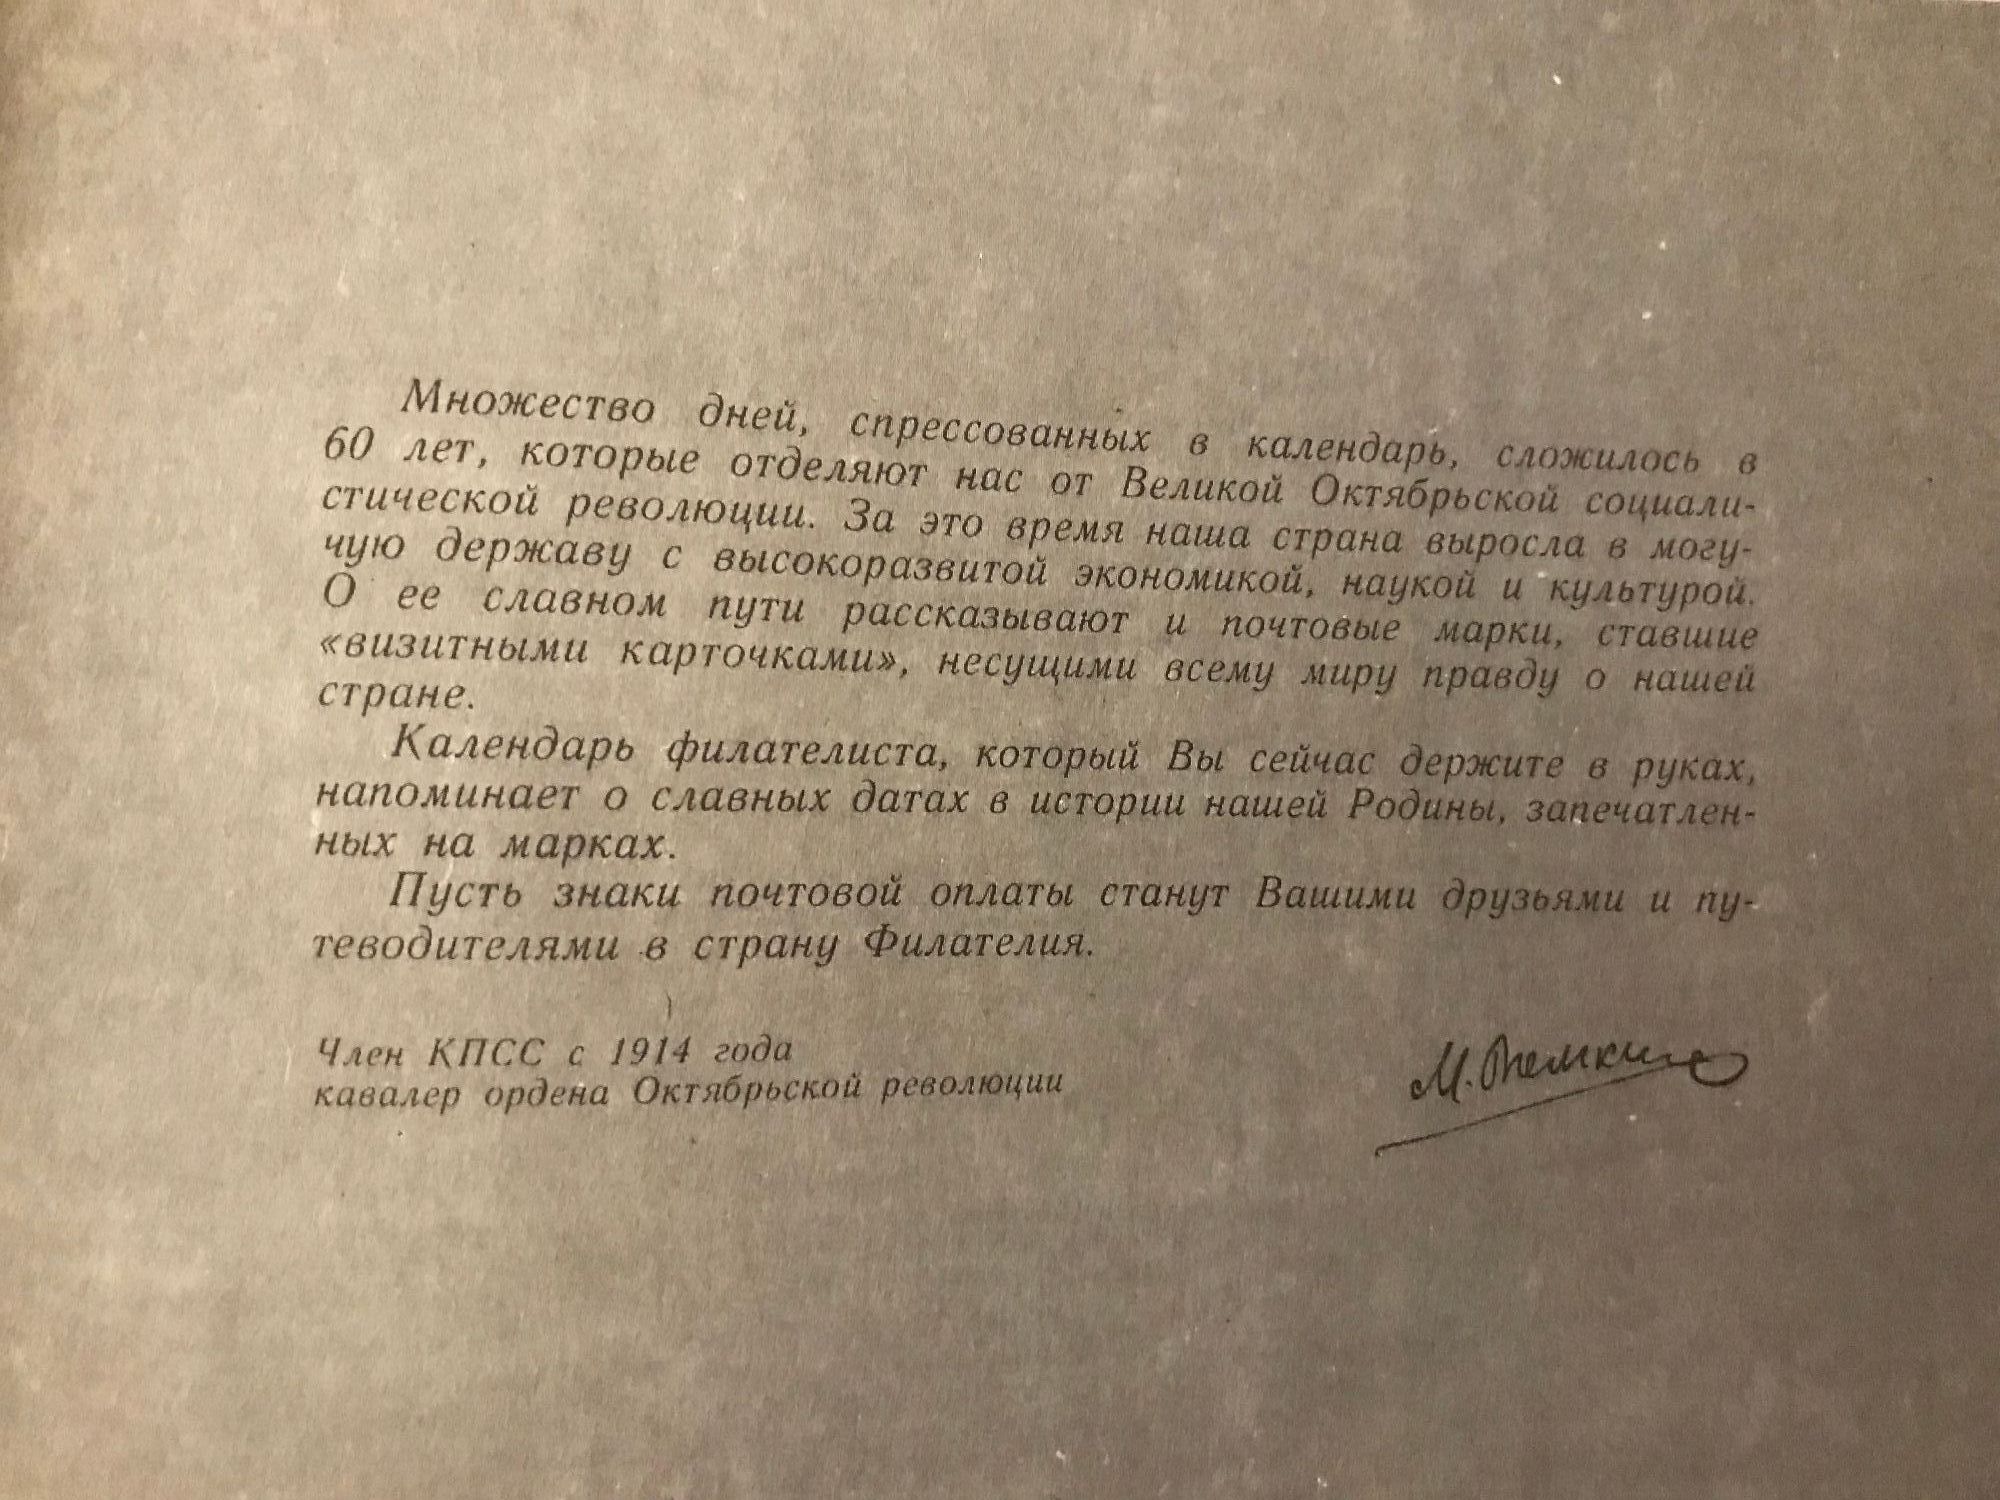 Множество дней, спрессованных в календарь, сложилось в
60 лет, которые отделяют нас от Великой Октябрьской социали-
стической революции. За это время наша страна выросла в могу-
чую державу с высокоразвитой экономикой, наукой и культурой.
О ее славном пути рассказывают и почтовые марки, ставшие
«визитными карточками», несущими всему миру правду о нашей
стране.
Календарь филателиста, который Вы сейчас держите в руках,
напоминает о славных датах в истории нашей Родины, запечатлен-
ных на марках.
Пусть знаки почтовой оплаты станут Вашими друзьями и пу-
теводителями в страну Филателия.
Член КПСС с 1914 года
кавалер ордена Октябрьской революции
М.